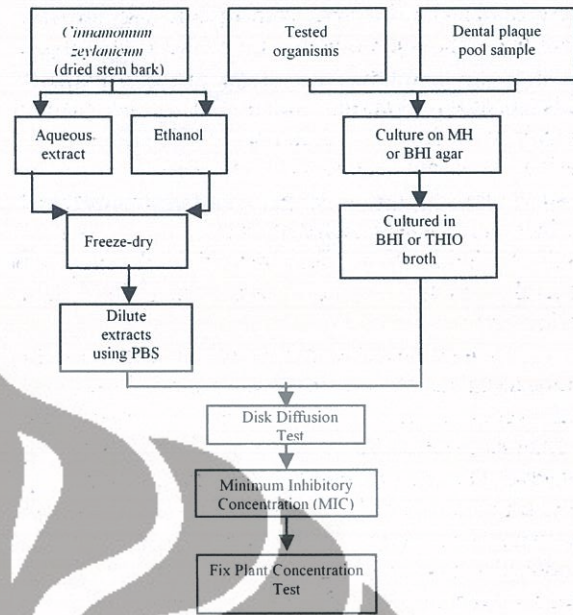 Cinnamomum
zeylanicum
(dried stem bark)
Tested
organisms
Dental plaque
pool sample
Aqueous
extract
Ethanol
Culture on MH
or BHI agar
Freeze-dry
Cultured in
BHI or THIO
broth
Dilute
extracts
using PBS
Disk Diffusion
Test
Minimum Inhibitory
Concentration (MIC)
Fix Plant Concentration
Test